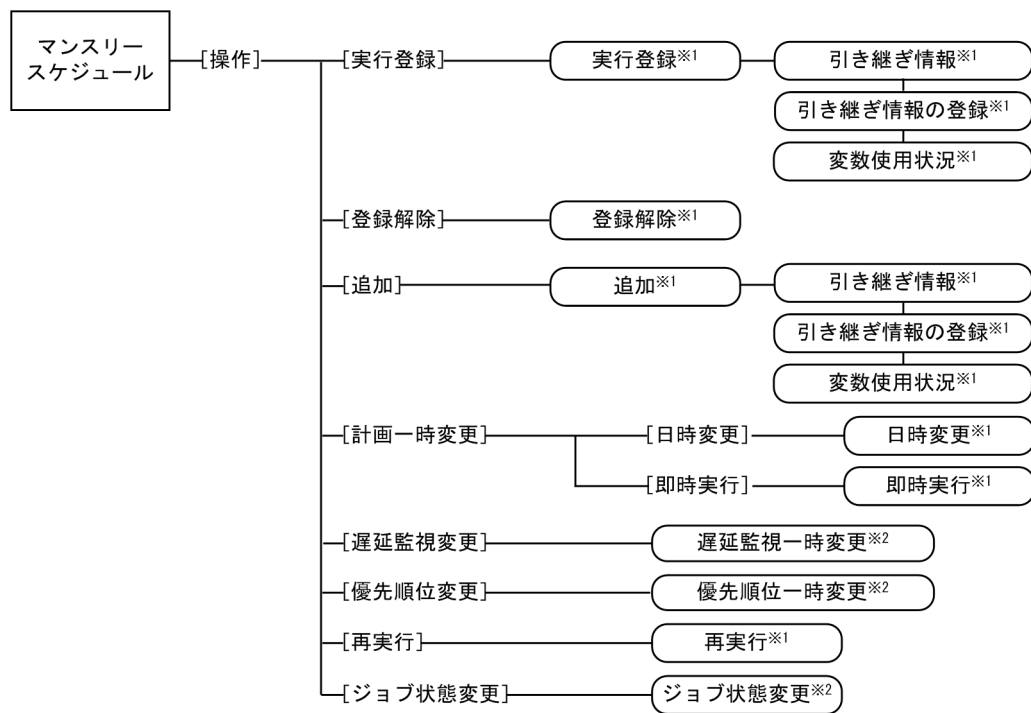 マンスリー
スケジュール
[操作]
[実行登録]
実行登録※1
引き継ぎ情報※1
引き継ぎ情報の登録※1
変数使用状況※1
[登録解除]
登録解除※1
[追加]
追加※1
引き継ぎ情報※1
引き継ぎ情報の登録※1
変数使用状況※1
[計画一時変更]
[日時変更]
日時変更※1
[即時実行]
即時実行※1
[遅延監視変更]
遅延監視一時変更※2
[優先順位変更]
優先順位一時変更※2
[再実行]
再実行※1
[ジョブ状態変更]
ジョブ状態変更※2